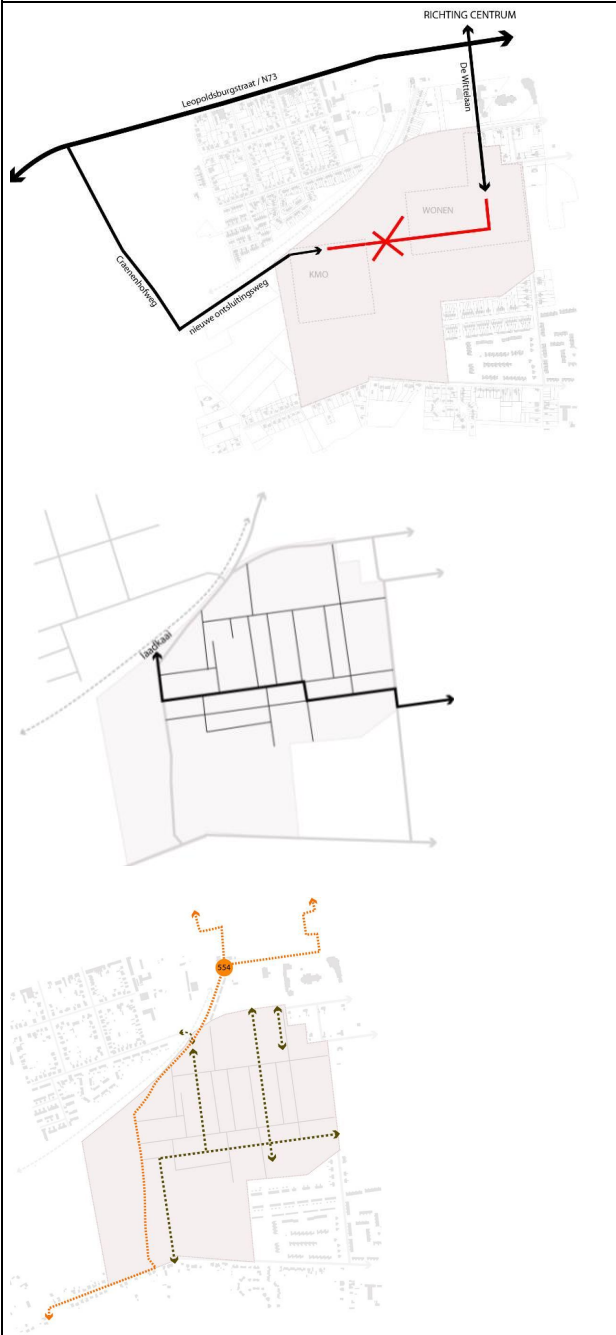 RICHTING CENTRUM
Leopoldsburgstraat / N73
De Wittelaan
WONEN
Craenenhofweg
KMO
nieuwe ontsluitingsweg
laadkaai
554